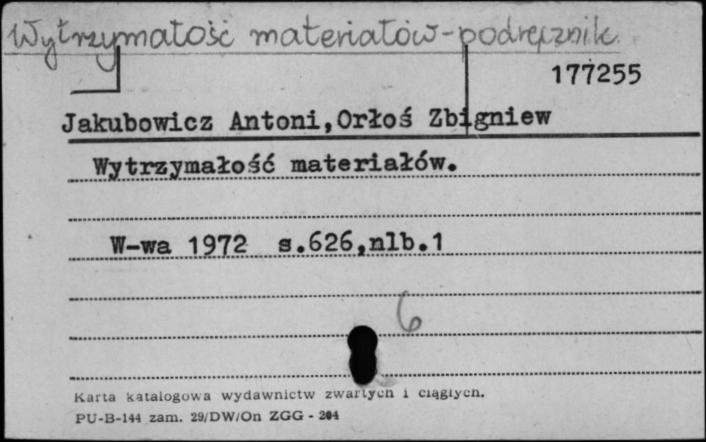 Wytrzymałość materiałów - podręcznik.
177255
Jakubowicz Antoni,Orłoś Zbigniew
Wytrzymałość materiałów.
W-wa 1972 s.626,nlb.1
6
Karta katalogowa wydawnictw zwartych i ciągłych.
PU-B-144 zam. 29/DW/On ZGG - 204